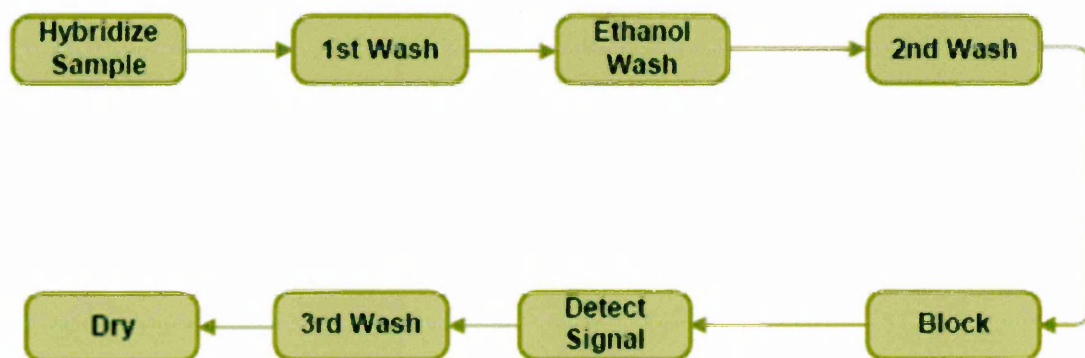 Hybridize
Sample
1st Wash
Ethanol
Wash
2nd Wash
Block
Detect
Signal
3rd Wash
Dry